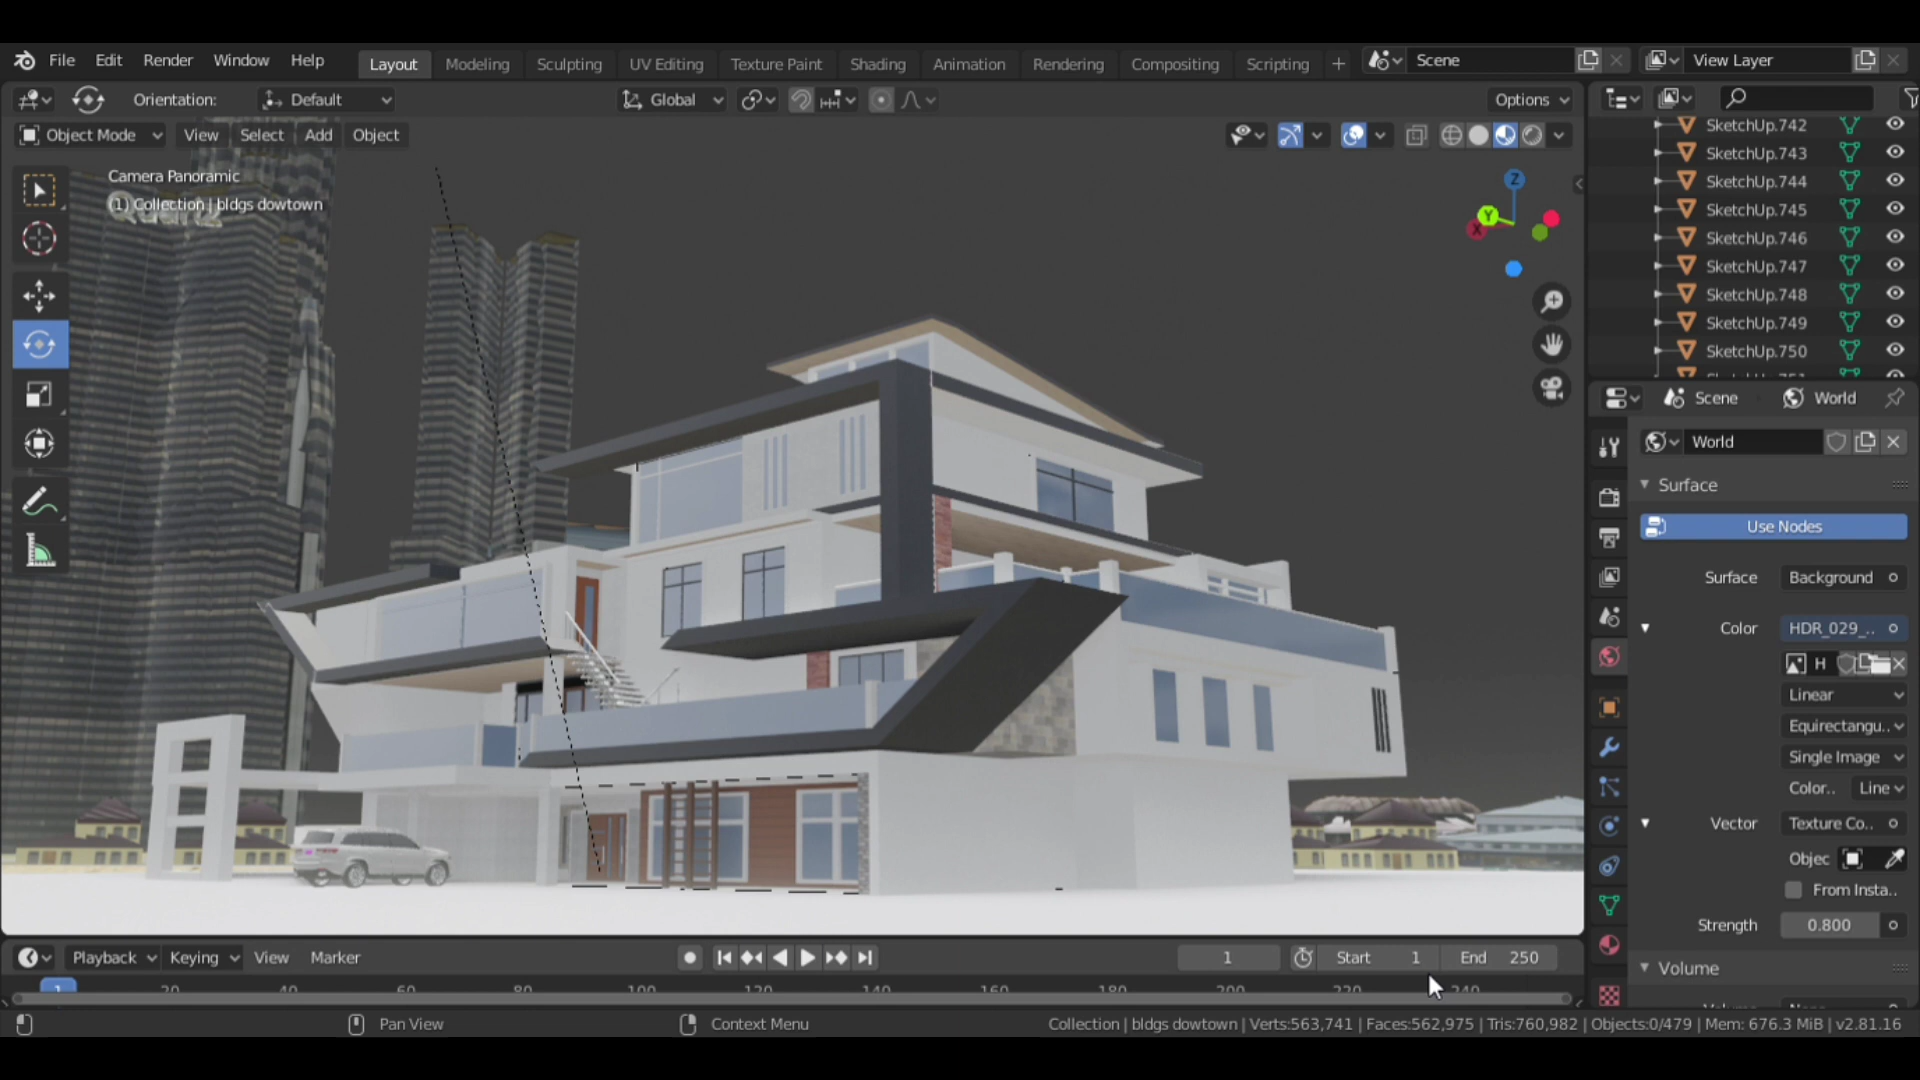 File Edit Render Window Help Layout Modeling Sculpting UV Editing Texture Paint Shading Animation Rendering Compositing Scripting + Scene View Layer
Orientation: Default Global Options
Object Mode View Select Add Object
Camera Panoramic
(1) Collection | bldgs dowtown
Z
Y
X
SketchUp.742
SketchUp.743
SketchUp.744
SketchUp.745
SketchUp.746
SketchUp.747
SketchUp.748
SketchUp.749
SketchUp.750
Scene World
World
Surface
Use Nodes
Surface Background
Color HDR_029_..
H
Linear
Equirectangu..
Single Image
Color.. Line
Vector Texture Co..
Objec
From Insta..
Strength 0.800
Volume
Playback Keying View Marker 1 Start 1 End 250
1 20 40 60 80 100 120 140 160 180 200 220 240
Pan View Context Menu Collection | bldgs dowtown | Verts:563,741 | Faces:562,975 | Tris:760,982 | Objects:0/479 | Mem: 676.3 MiB | v2.81.16